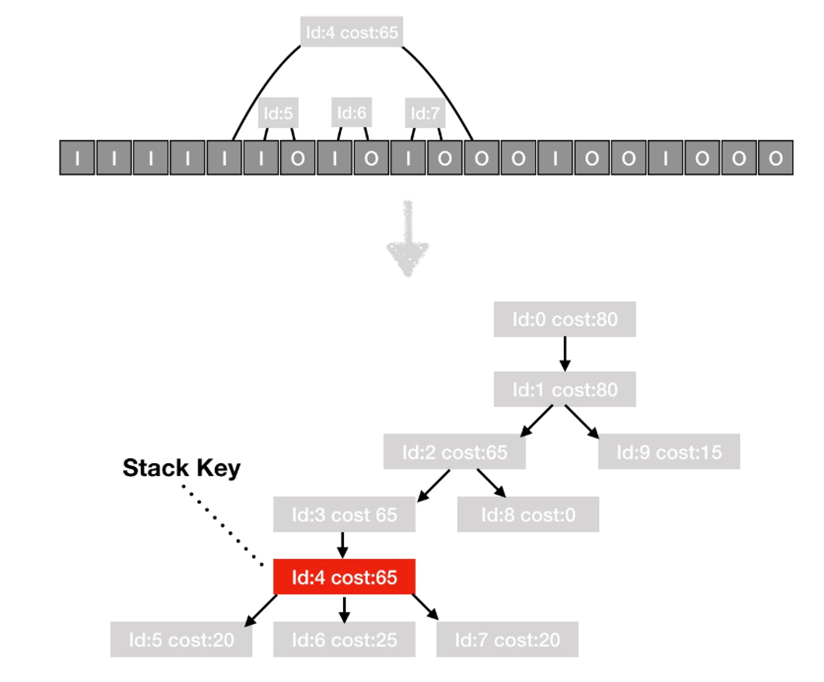 Id:4 cost:65
Id:5 Id:6 Id:7
I I I I I I O I O I O O O I O O I O O O
Id:0 cost:80
Id:1 cost:80
Id:2 cost:65 Id:9 cost:15
Stack Key
Id:3 cost 65 Id:8 cost:0
Id:4 cost:65
Id:5 cost:20 Id:6 cost:25 Id:7 cost:20